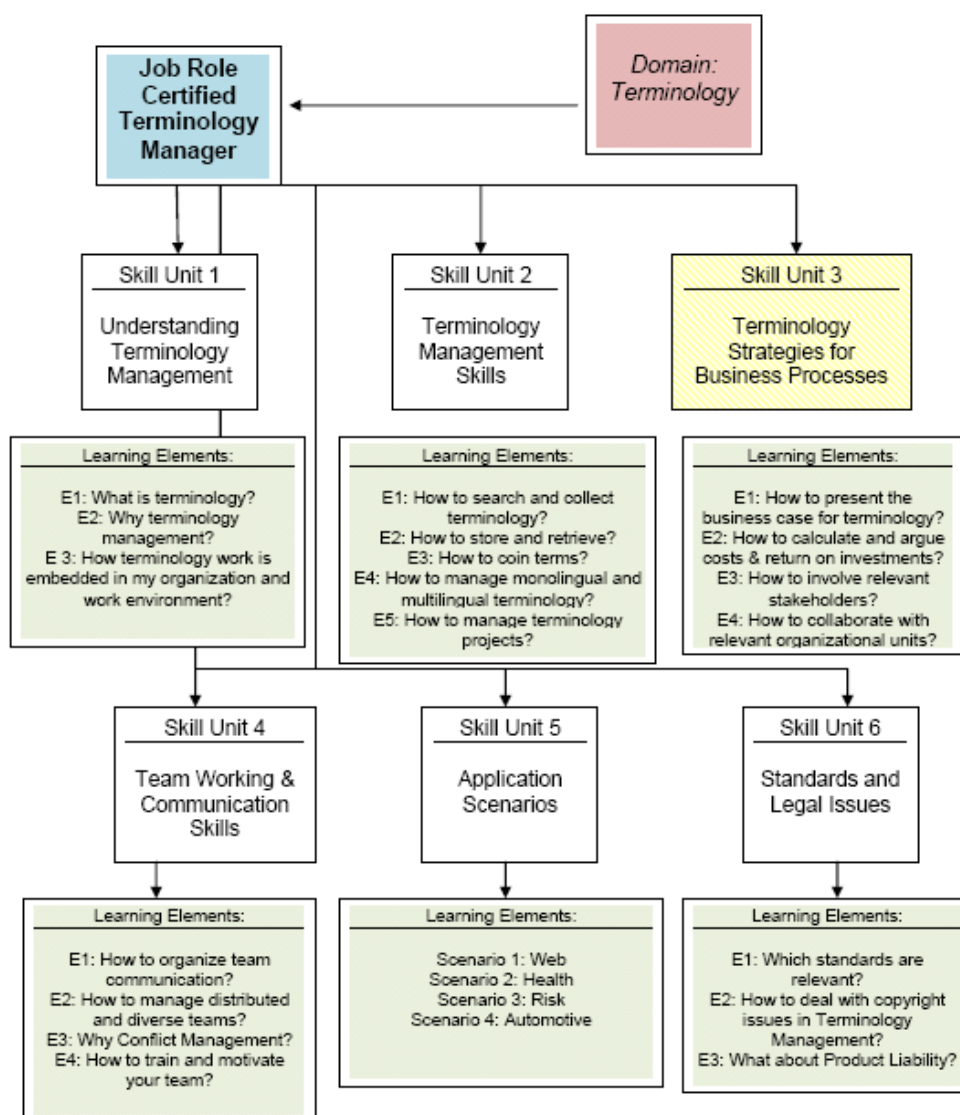 Job Role
Certified
Terminology
Manager
Domain:
Terminology
Skill Unit 1
Understanding
Terminology
Management
Skill Unit 2
Terminology
Management
Skills
Skill Unit 3
Terminology
Strategies for
Business Processes
Learning Elements:
E1: What is terminology?
E2: Why terminology
management?
E 3: How terminology work is
embedded in my organization and
work environment?
Learning Elements:
E1: How to search and collect
terminology?
E2: How to store and retrieve?
E3: How to coin terms?
E4: How to manage monolingual and
multilingual terminology?
E5: How to manage terminology
projects?
Learning Elements:
E1: How to present the
business case for terminology?
E2: How to calculate and argue
costs & return on investments?
E3: How to involve relevant
stakeholders?
E4: How to collaborate with
relevant organizational units?
Skill Unit 4
Team Working &
Communication
Skills
Skill Unit 5
Application
Scenarios
Skill Unit 6
Standards and
Legal Issues
Learning Elements:
E1: How to organize team
communication?
E2: How to manage distributed
and diverse teams?
E3: Why Conflict Management?
E4: How to train and motivate
your team?
Learning Elements:
Scenario 1: Web
Scenario 2: Health
Scenario 3: Risk
Scenario 4: Automotive
Learning Elements:
E1: Which standards are
relevant?
E2: How to deal with copyright
issues in Terminology
Management?
E3: What about Product Liability?